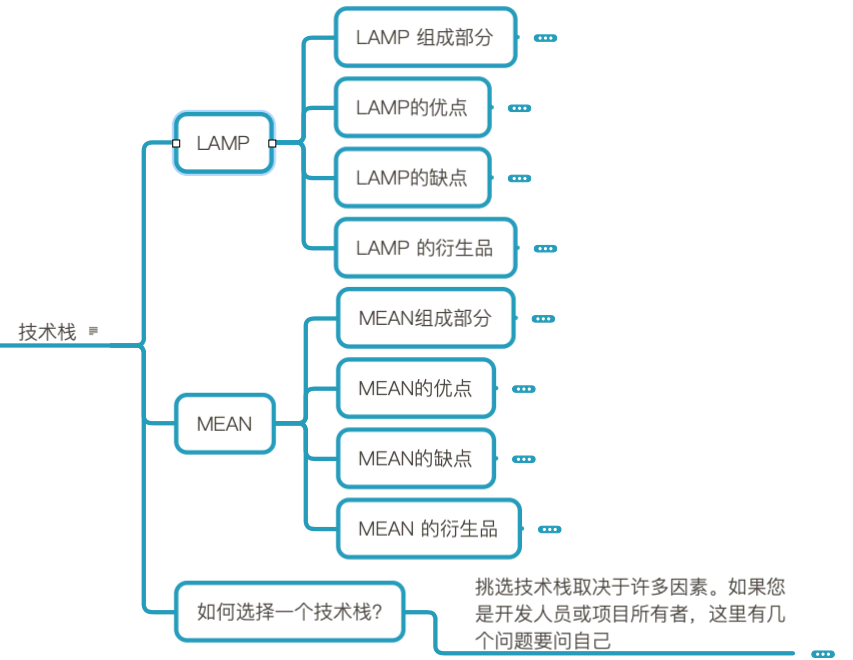 LAMP 组成部分
LAMP的优点
LAMP
LAMP的缺点
LAMP 的衍生品
技术栈
MEAN组成部分
MEAN的优点
MEAN
MEAN的缺点
MEAN 的衍生品
如何选择一个技术栈?
挑选技术栈取决于许多因素。如果您
是开发人员或项目所有者，这里有几
个问题要问自己